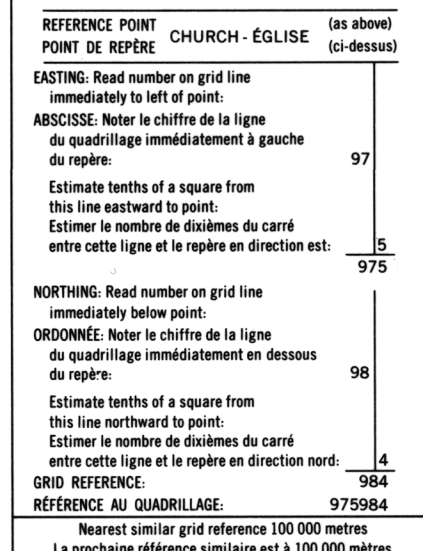 REFERENCE POINT
POINT DE REPÈRE
CHURCH - ÉGLISE
(as above)
(ci-dessus)
EASTING: Read number on grid line
immediately to left of point:
ABSCISSE: Noter le chiffre de la ligne
du quadrillage immédiatement à gauche
du repère: 97
Estimate tenths of a square from
this line eastward to point:
Estimer le nombre de dixièmes du carré
entre cette ligne et le repère en direction est: 5
975
NORTHING: Read number on grid line
immediately below point:
ORDONNÉE: Noter le chiffre de la ligne
du quadrillage immédiatement en dessous
du repère: 98
Estimate tenths of a square from
this line northward to point:
Estimer le nombre de dixièmes du carré
entre cette ligne et le repère en direction nord: 4
GRID REFERENCE: 984
RÉFÉRENCE AU QUADRILLAGE: 975984
Nearest similar grid reference 100 000 metres
La prochaine référence similaire est à 100 000 mètres